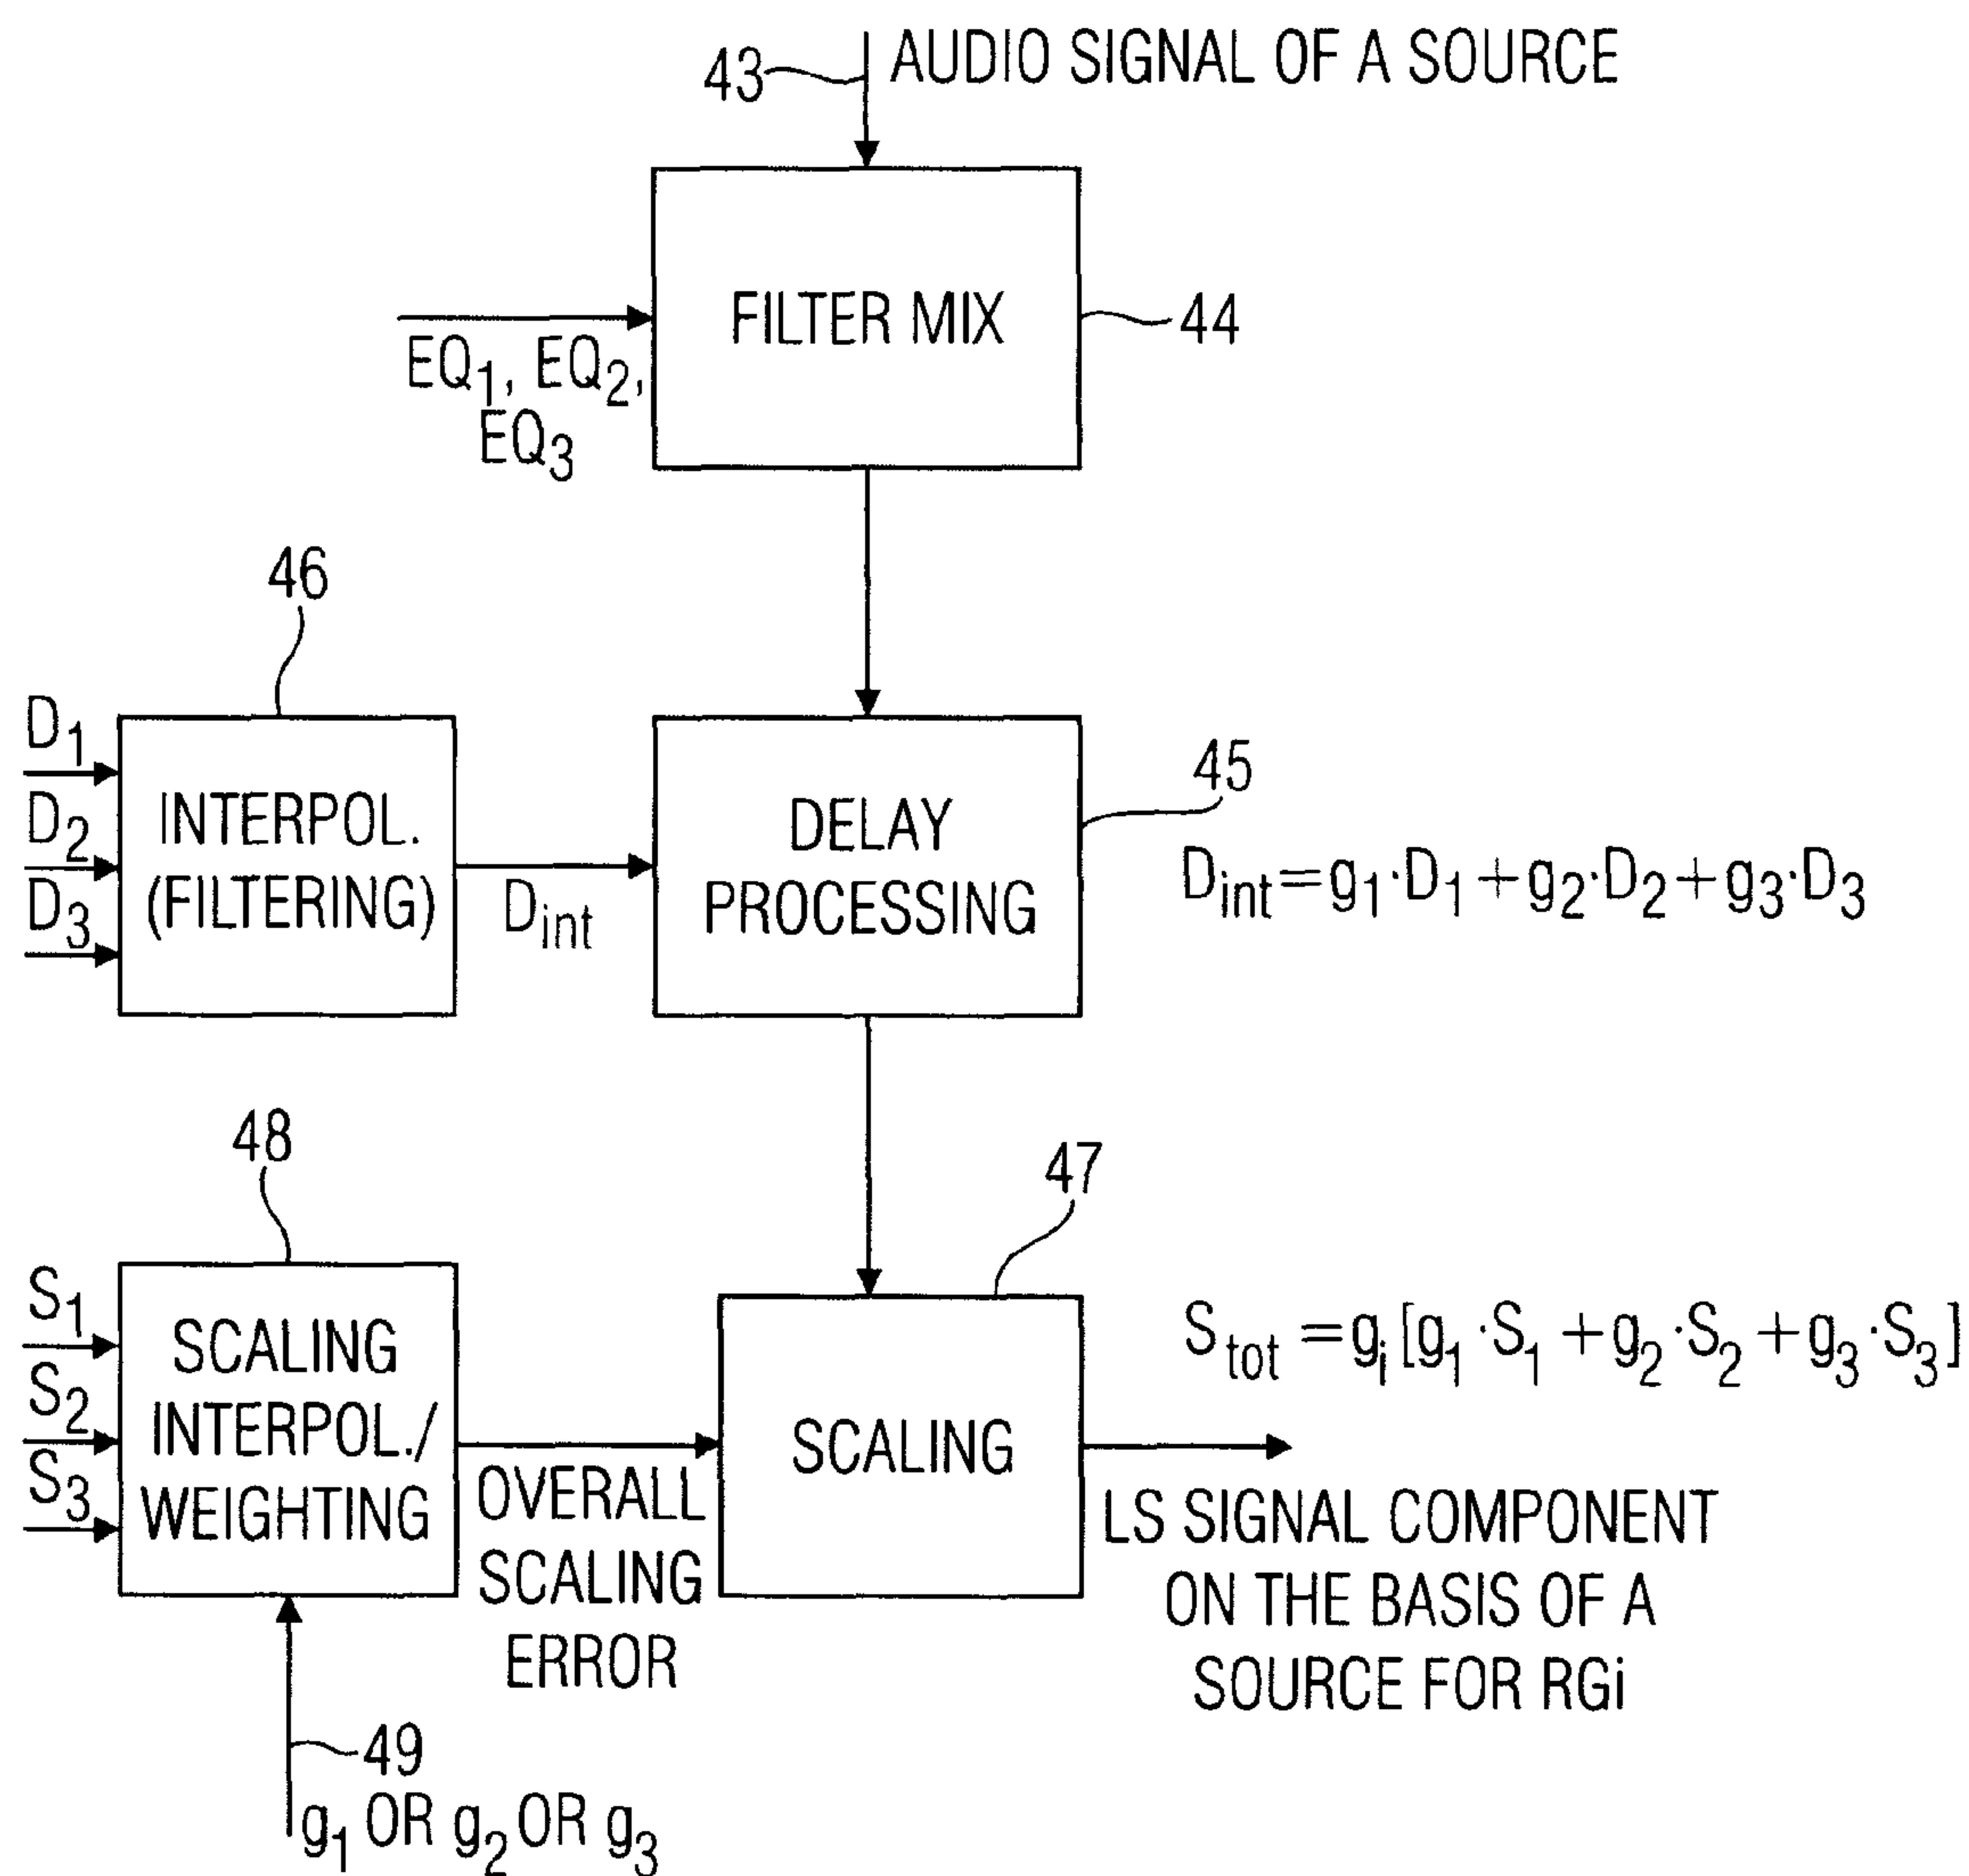 43
AUDIO SIGNAL OF A SOURCE
FILTER MIX
44
EQ1, EQ2,
EQ3
46
D1
D2
D3
INTERPOL.
(FILTERING)
Dint
DELAY
PROCESSING
45
Dint=g1·D1+g2·D2+g3·D3
48
S1
S2
S3
SCALING
INTERPOL./
WEIGHTING
OVERALL
SCALING
ERROR
47
SCALING
Stot=gi[g1·S1+g2·S2+g3·S3]
LS SIGNAL COMPONENT
ON THE BASIS OF A
SOURCE FOR RGi
49
g1 OR g2 OR g3